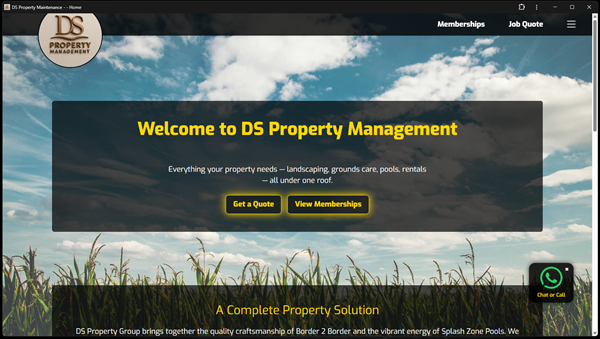 DS Property Maintenance - - Home
DS
PROPERTY
MANAGEMENT
Memberships
Job Quote
Welcome to DS Property Management
Everything your property needs — landscaping, grounds care, pools, rentals
— all under one roof.
Get a Quote
View Memberships
Chat or Call
A Complete Property Solution
DS Property Group brings together the quality craftsmanship of Border 2 Border and the vibrant energy of Splash Zone Pools. We